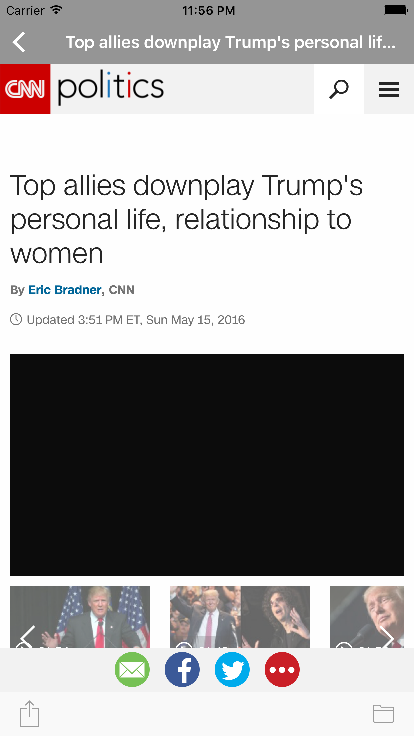 Carrier 11:56 PM
Top allies downplay Trump's personal lif...
CNN politics
Top allies downplay Trump's
personal life, relationship to
women
By Eric Bradner, CNN
Updated 3:51 PM ET, Sun May 15, 2016